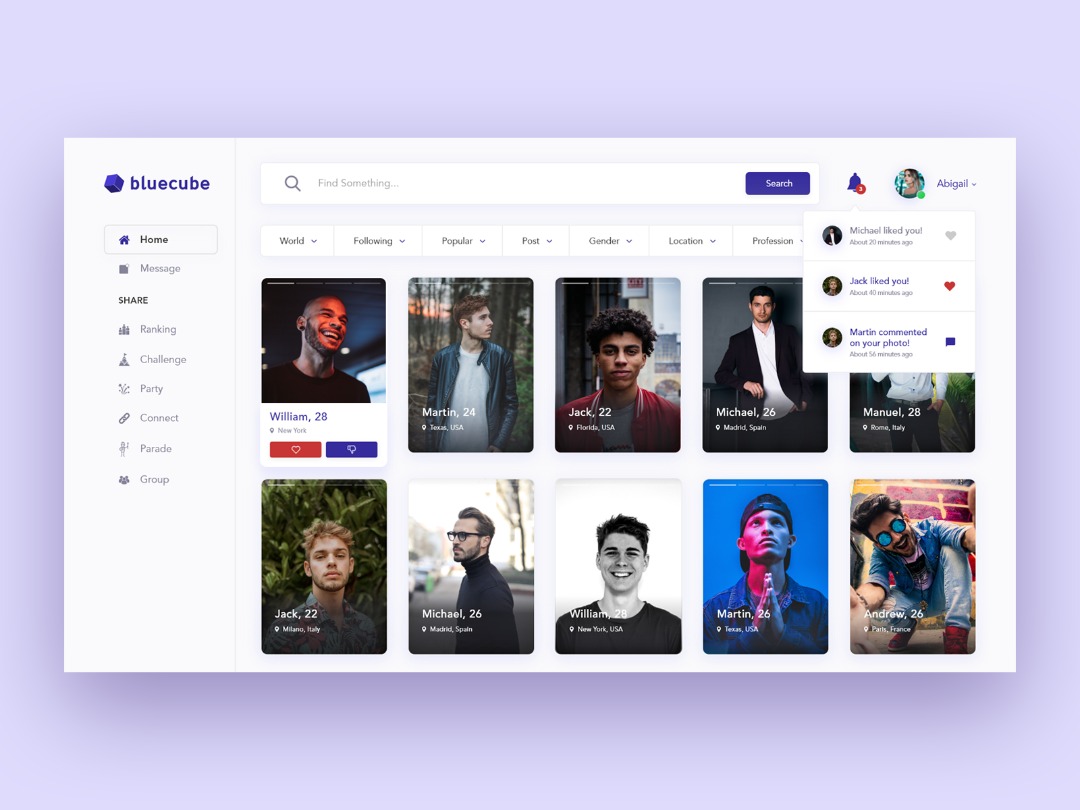 bluecube
Home
Message
SHARE
Ranking
Challenge
Party
Connect
Parade
Group
Find Something...
Search
3
Abigail
World
Following
Popular
Post
Gender
Location
Profession
Michael liked you!
About 20 minutes ago
Jack liked you!
About 40 minutes ago
Martin commented
on your photo!
About 56 minutes ago
William, 28
New York
Martin, 24
Texas, USA
Jack, 22
Florida, USA
Michael, 26
Madrid, Spain
Manuel, 28
Rome, Italy
Jack, 22
Milano, Italy
Michael, 26
Madrid, Spain
William, 28
New York, USA
Martin, 26
Texas, USA
Andrew, 26
Paris, France